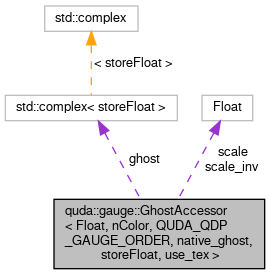 std::complex
< storeFloat >
std::complex< storeFloat >
Float
ghost
scale
scale_inv
quda::gauge::GhostAccessor
< Float, nColor, QUDA_QDP
_GAUGE_ORDER, native_ghost,
storeFloat, use_tex >